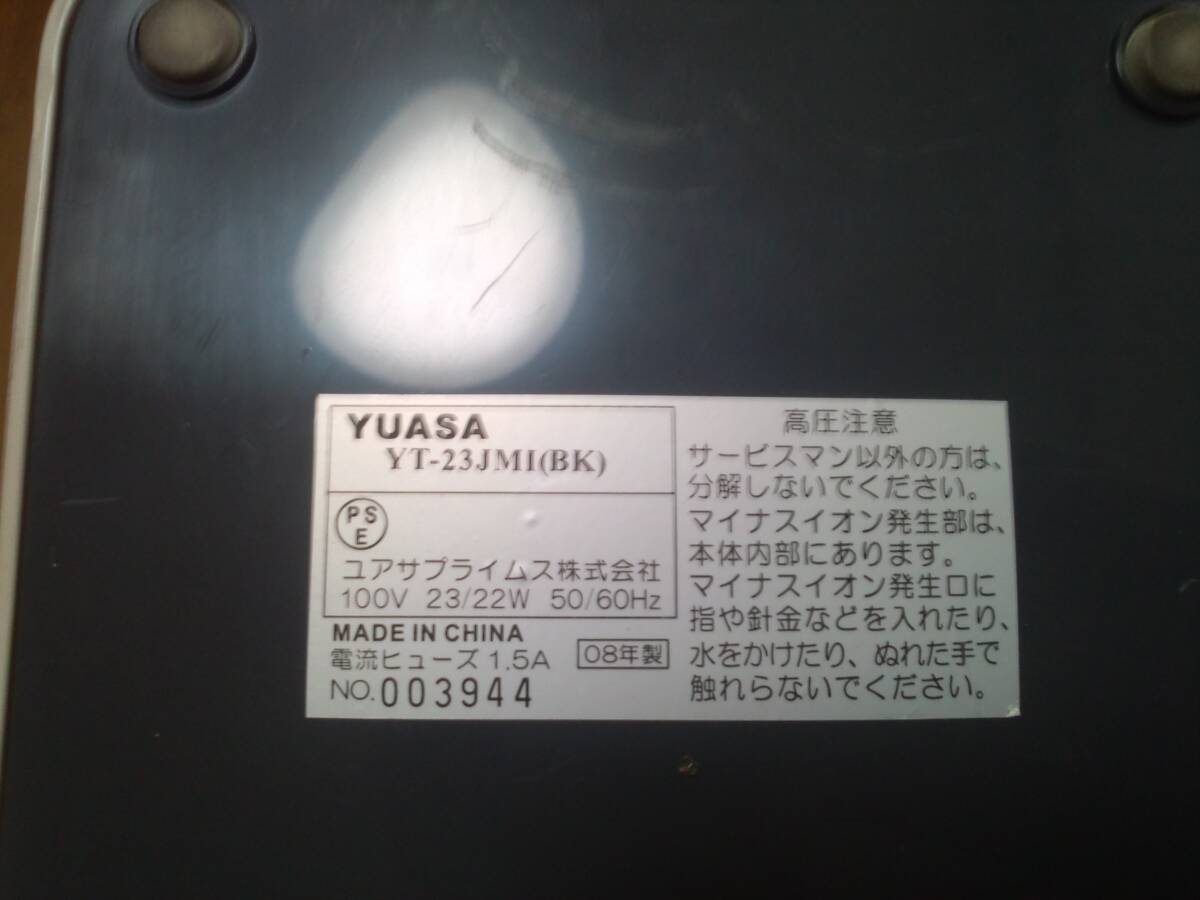 YUASA
YT-23JMI(BK)
PS
E
ユアサプライムス株式会社
100V 23/22W 50/60Hz
MADE IN CHINA
電流ヒューズ1.5A 08年製
NO.003944
高圧注意
サービスマン以外の方は、
分解しないでください。
マイナスイオン発生部は、
本体内部にあります。
マイナスイオン発生口に
指や針金などを入れたり、
水をかけたり、ぬれた手で
触れらないでください。